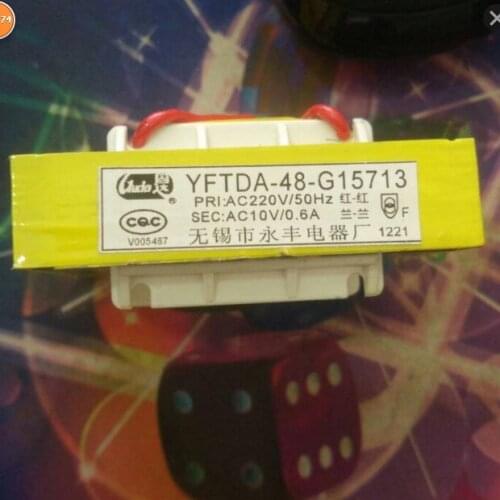 74
YFTDA-48-G15713
PRI:AC220V/50Hz 红-红
SEC:AC10V/0.6A 兰-兰 F
CQC
V005487
无锡市永丰电器厂 1221